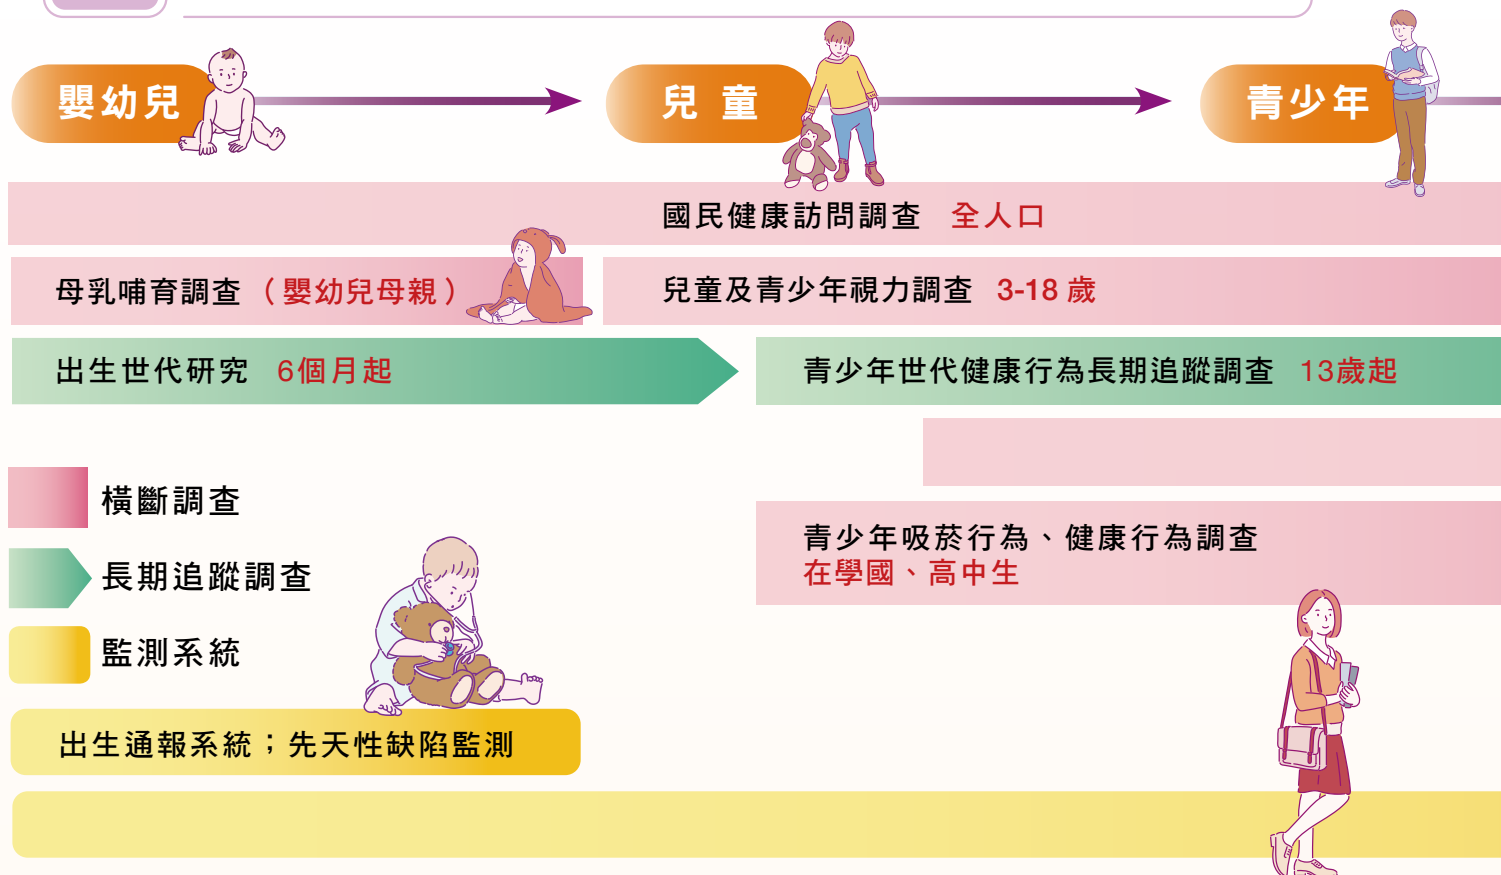 嬰幼兒
兒童
青少年
國民健康訪問調查 全人口
母乳哺育調查（嬰幼兒母親）
兒童及青少年視力調查 3-18 歲
出生世代研究 6個月起
青少年世代健康行為長期追蹤調查 13歲起
橫斷調查
長期追蹤調查
監測系統
青少年吸菸行為、健康行為調查
在學國、高中生
出生通報系統；先天性缺陷監測